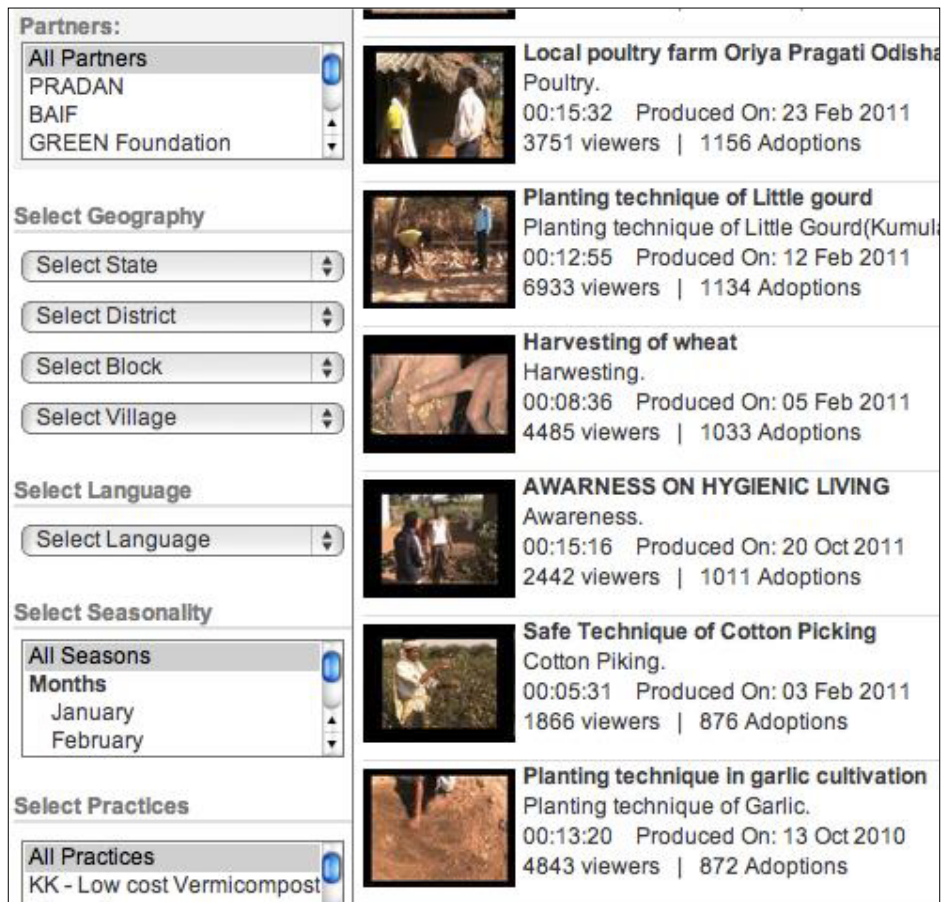 Partners:
All Partners
PRADAN
BAIF
GREEN Foundation
Select Geography
Select State
Select District
Select Block
Select Village
Select Language
Select Language
Select Seasonality
All Seasons
Months
January
February
Select Practices
All Practices
KK - Low cost Vermicompost
Local poultry farm Oriya Pragati Odisha
Poultry.
00:15:32 Produced On: 23 Feb 2011
3751 viewers | 1156 Adoptions
Planting technique of Little gourd
Planting technique of Little Gourd(Kumula
00:12:55 Produced On: 12 Feb 2011
6933 viewers | 1134 Adoptions
Harvesting of wheat
Harwesting.
00:08:36 Produced On: 05 Feb 2011
4485 viewers | 1033 Adoptions
AWARNESS ON HYGIENIC LIVING
Awareness.
00:15:16 Produced On: 20 Oct 2011
2442 viewers | 1011 Adoptions
Safe Technique of Cotton Picking
Cotton Piking.
00:05:31 Produced On: 03 Feb 2011
1866 viewers | 876 Adoptions
Planting technique in garlic cultivation
Planting technique of Garlic.
00:13:20 Produced On: 13 Oct 2010
4843 viewers | 872 Adoptions